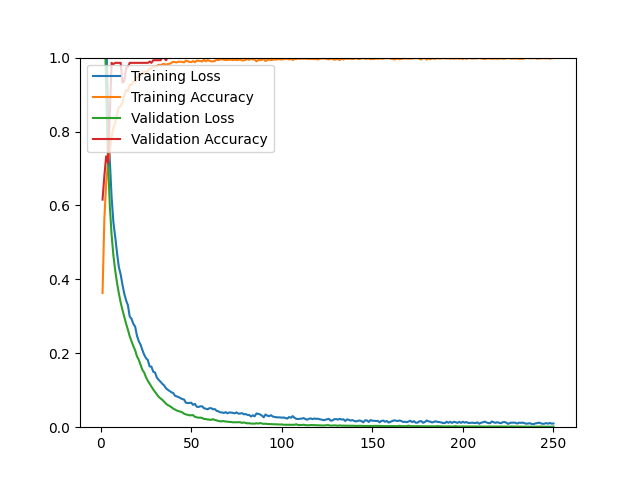 1.0
0.8
0.6
0.4
0.2
0.0
Training Loss
Training Accuracy
Validation Loss
Validation Accuracy
0 50 100 150 200 250